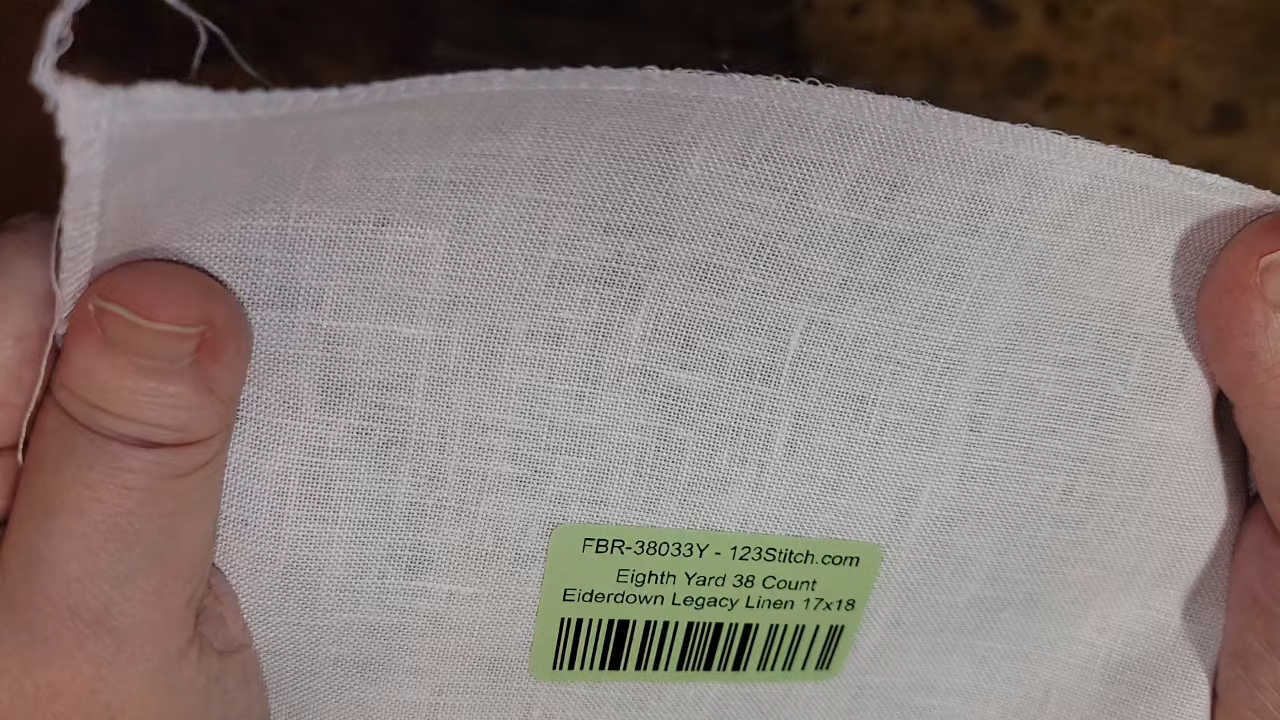 FBR-38033Y - 123Stitch.com
Eighth Yard 38 Count
Eiderdown Legacy Linen 17x18